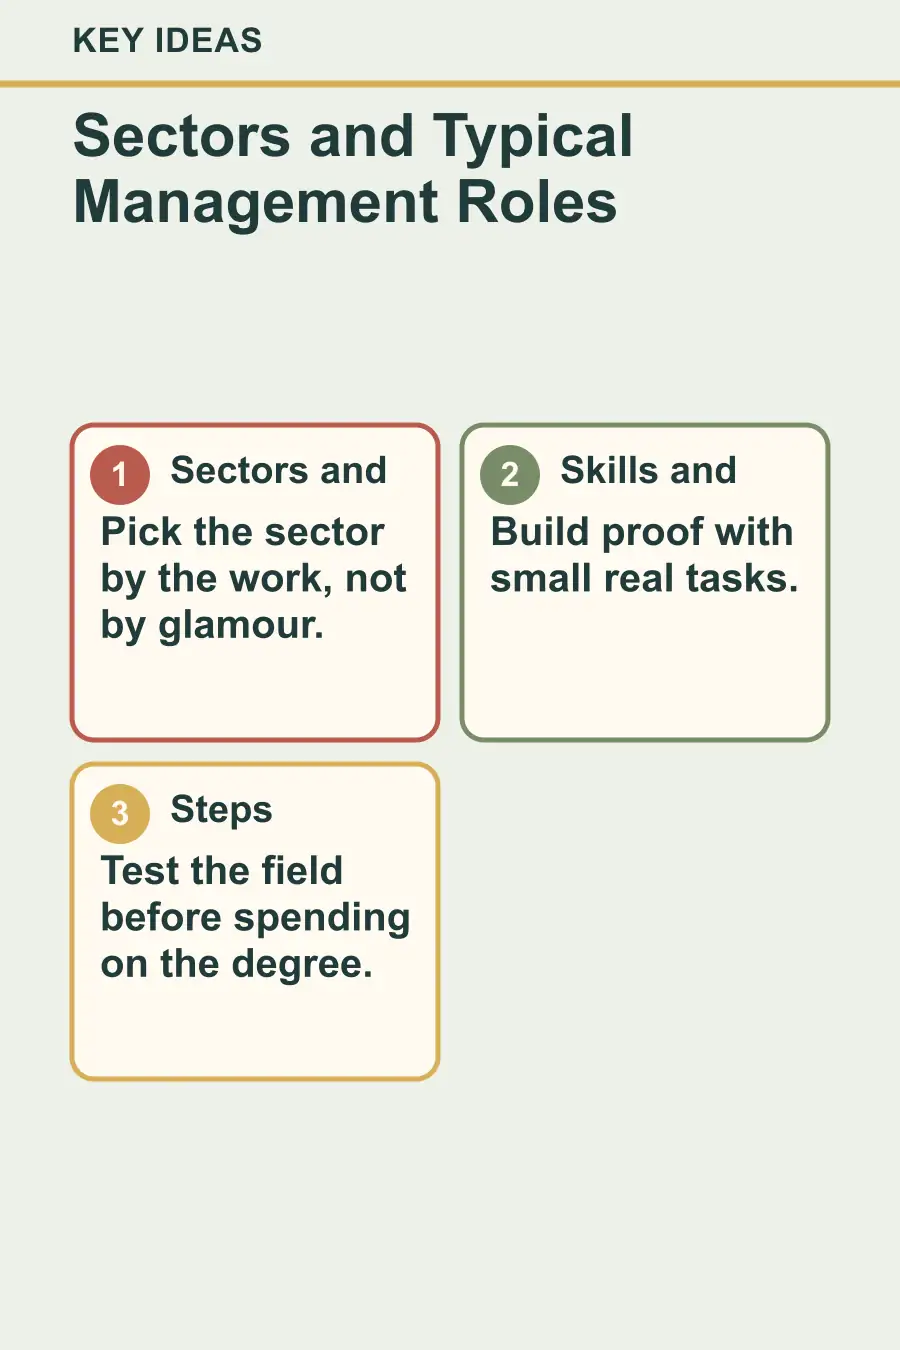 KEY IDEAS
Sectors and Typical
Management Roles
1 Sectors and
Pick the sector
by the work, not
by glamour.
2 Skills and
Build proof with
small real tasks.
3 Steps
Test the field
before spending
on the degree.